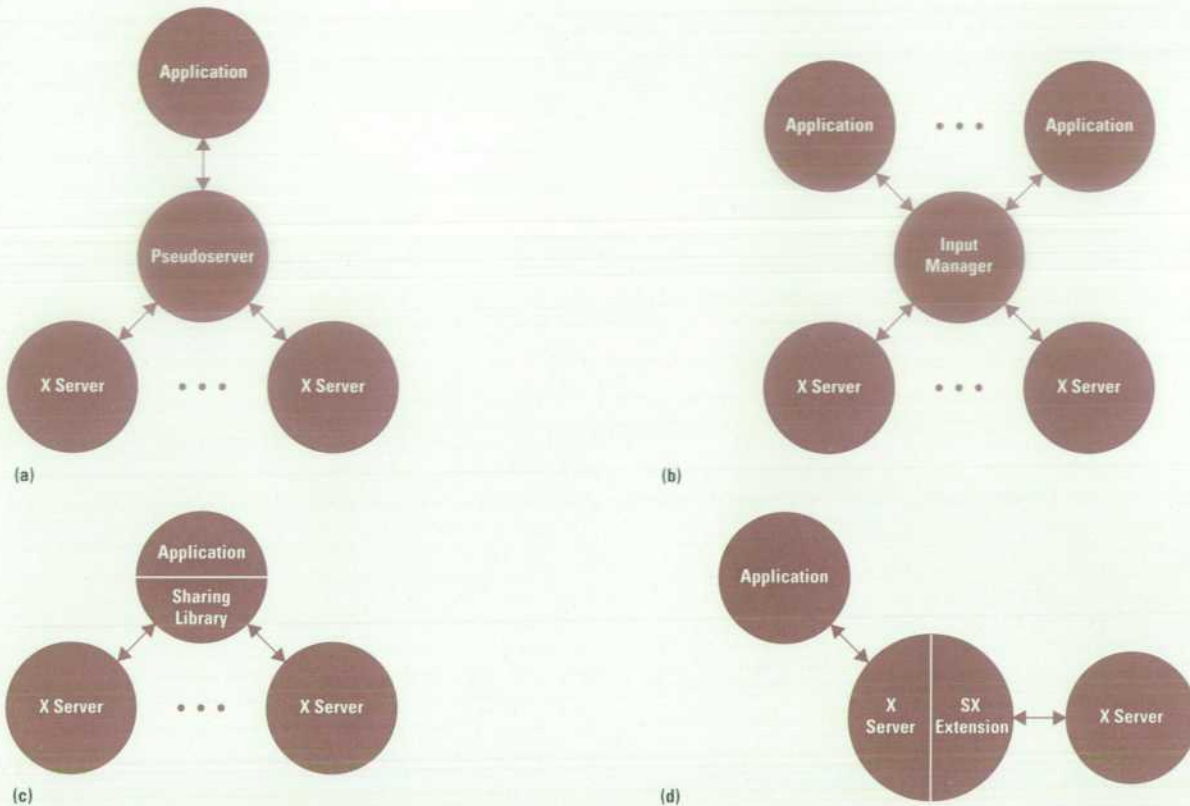 Application
Pseudoserver
X Server
• • •
X Server
(a)
Application
• • •
Application
Input
Manager
X Server
• • •
X Server
(b)
Application
Sharing
Library
X Server
• • •
X Server
(c)
Application
X
Server
SX
Extension
X Server
(d)